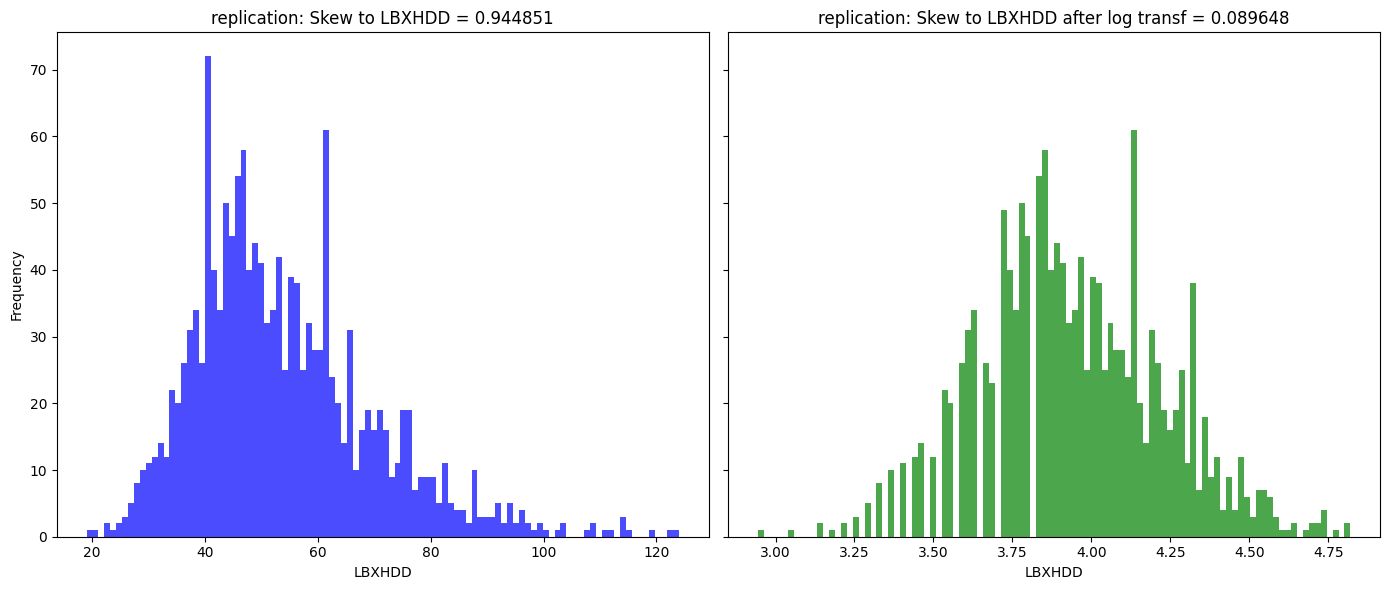 replication: Skew to LBXHDD = 0.944851
replication: Skew to LBXHDD after log transf = 0.089648
Frequency
70
60
50
40
30
20
10
0
20 40 60 80 100 120
3.00 3.25 3.50 3.75 4.00 4.25 4.50 4.75
LBXHDD
LBXHDD